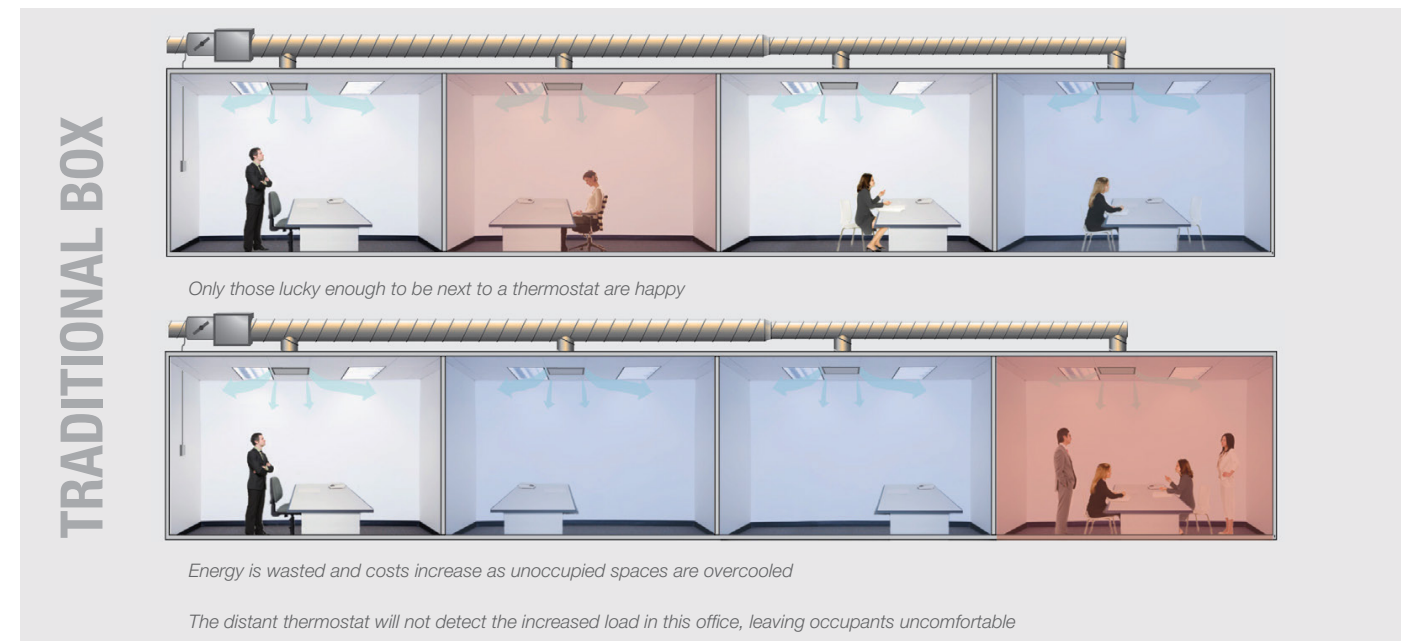 TRADITIONAL BOX
Only those lucky enough to be next to a thermostat are happy
Energy is wasted and costs increase as unoccupied spaces are overcooled
The distant thermostat will not detect the increased load in this office, leaving occupants uncomfortable